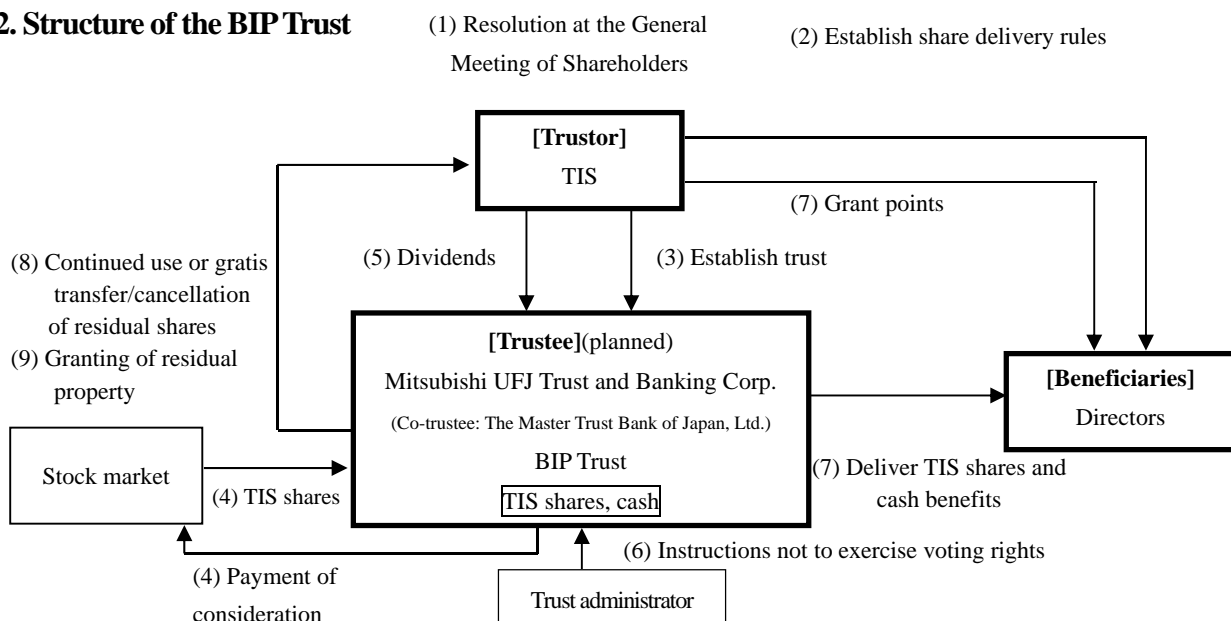 2. Structure of the BIP Trust
(1) Resolution at the General
Meeting of Shareholders
(2) Establish share delivery rules
[Trustor]
TIS
(7) Grant points
(5) Dividends
(3) Establish trust
(8) Continued use or gratis
transfer/cancellation
of residual shares
(9) Granting of residual
property
[Trustee](planned)
Mitsubishi UFJ Trust and Banking Corp.
(Co-trustee: The Master Trust Bank of Japan, Ltd.)
BIP Trust
TIS shares, cash
[Beneficiaries]
Directors
Stock market
(4) TIS shares
(7) Deliver TIS shares and
cash benefits
(6) Instructions not to exercise voting rights
(4) Payment of
consideration
Trust administrator